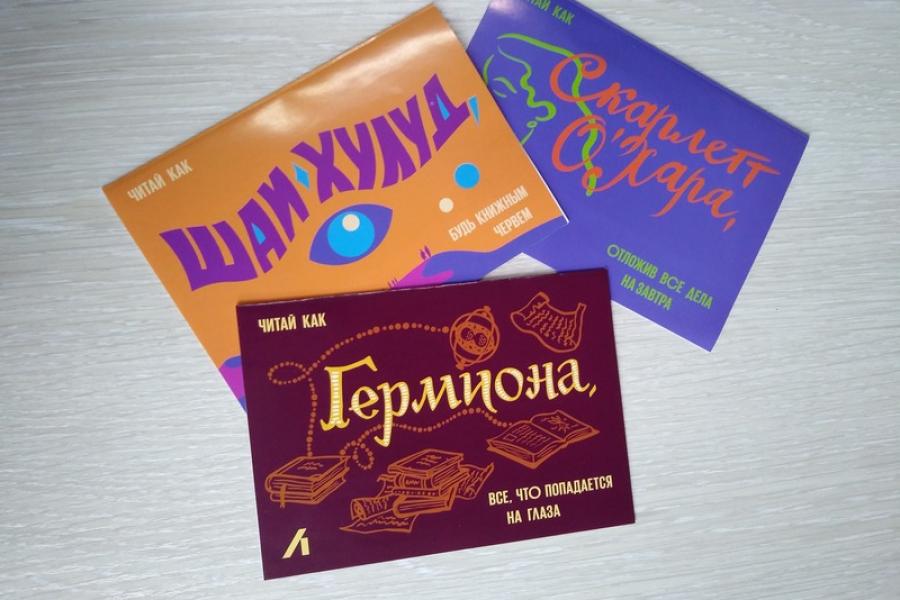 ЧИТАЙ КАК
ШАИ-ХУЛУД,
БУДЬ КНИЖНЫМ
ЧЕРВЕМ
ЧИТАЙ КАК
Скарлетт
О'Хара,
ОТЛОЖИВ ВСЕ ДЕЛА
НА ЗАВТРА
ЧИТАЙ КАК
Гермиона,
ВСЕ, ЧТО ПОПАДАЕТСЯ
НА ГЛАЗА